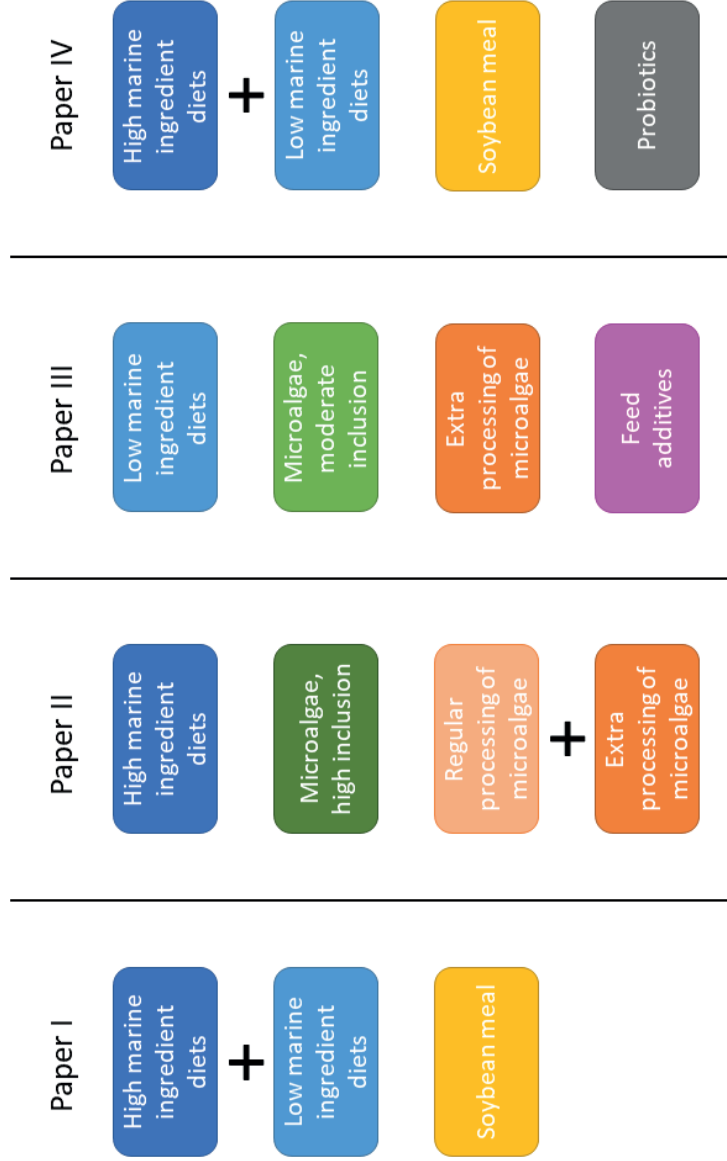 Paper I
High marine
ingredient
diets
+
Low marine
ingredient
diets
Soybean meal
Paper II
High marine
ingredient
diets
Microalgae,
high inclusion
Regular
processing of
microalgae
+
Extra
processing of
microalgae
Paper III
Low marine
ingredient
diets
Microalgae,
moderate
inclusion
Extra
processing of
microalgae
Feed
additives
Paper IV
High marine
ingredient
diets
+
Low marine
ingredient
diets
Soybean meal
Probiotics